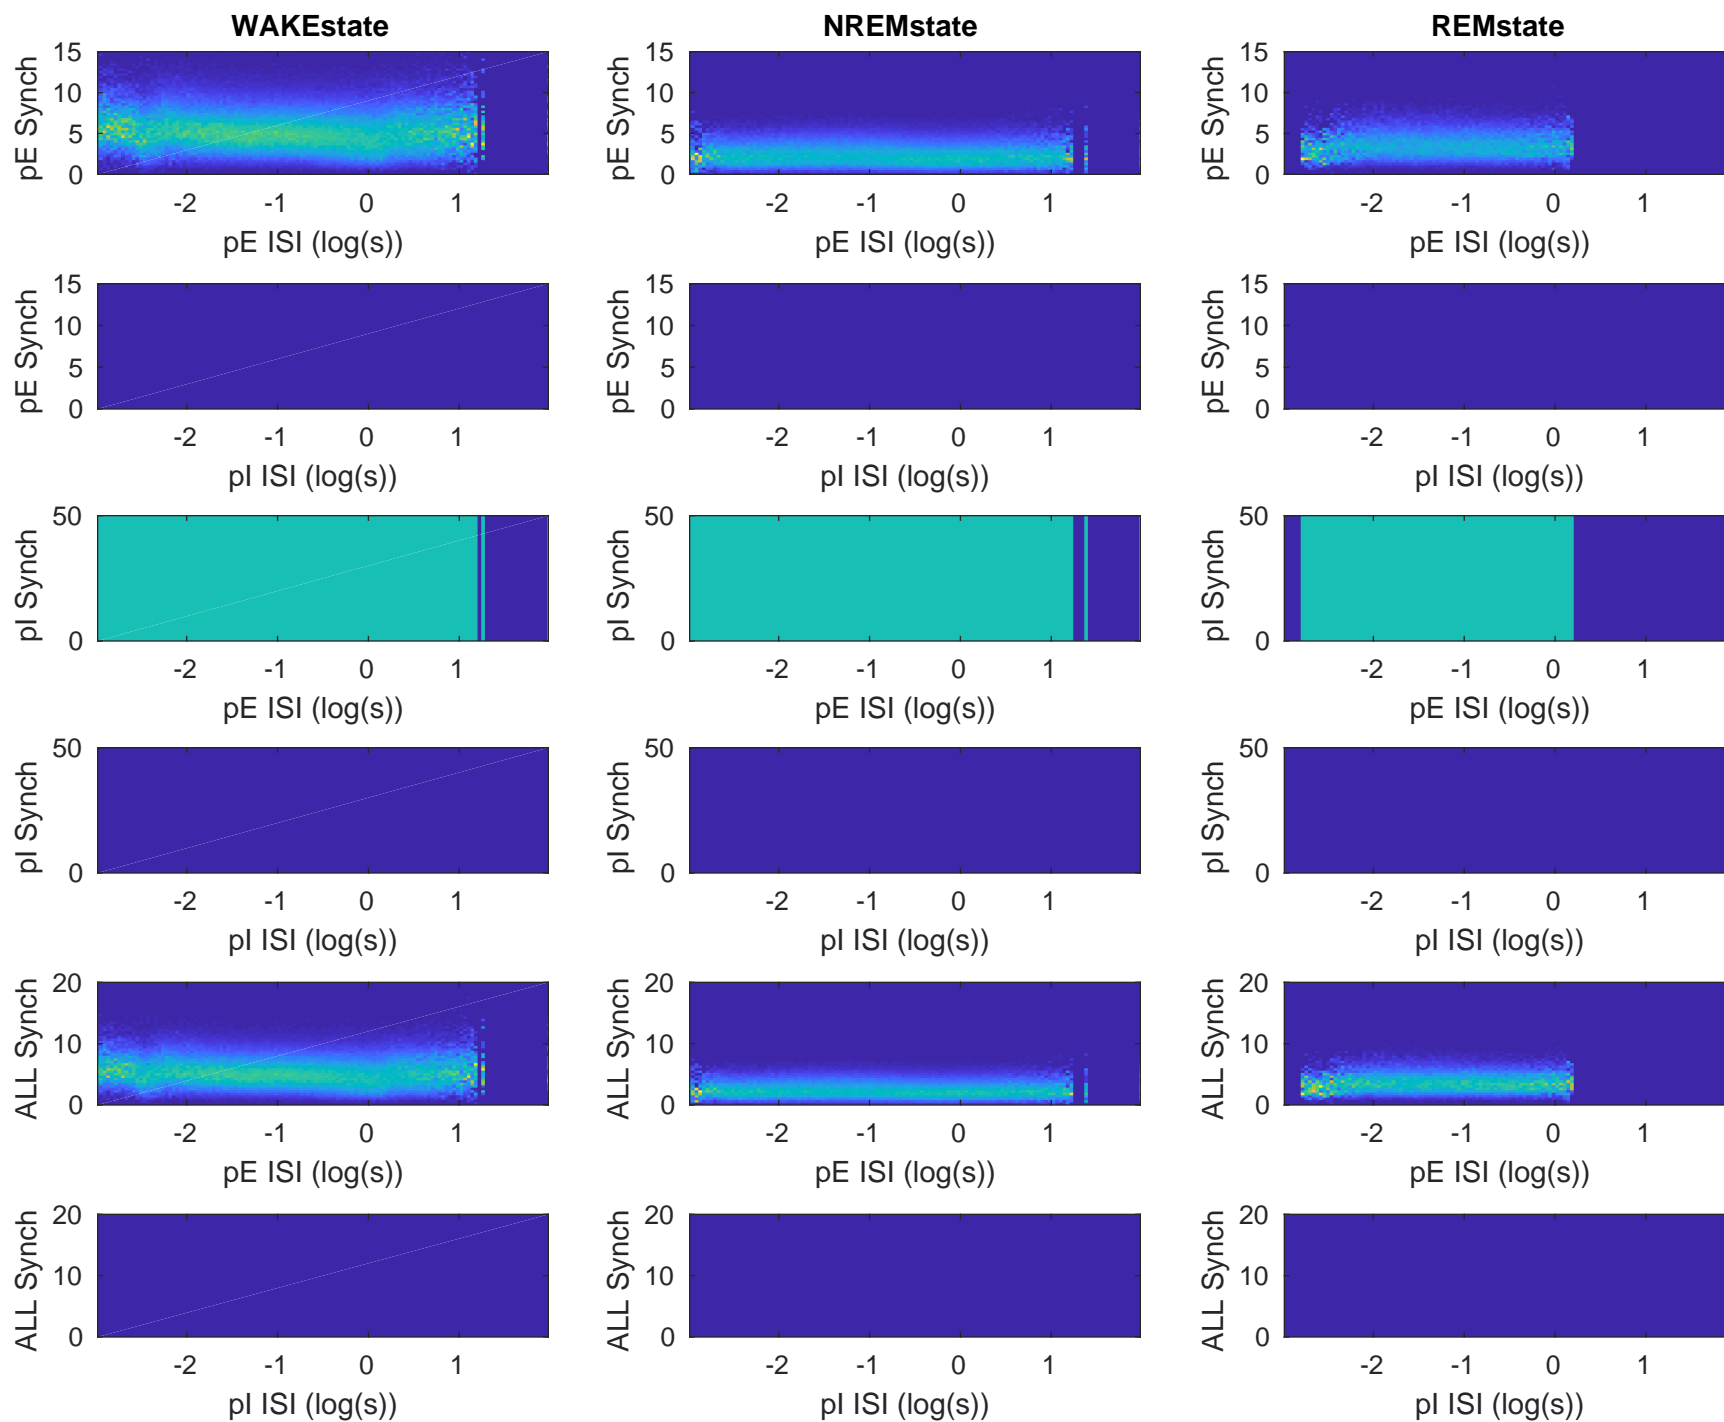 WAKEstate NREMstate REMstate
pE Synch 15 10 5 0 pE Synch 15 10 5 0 pE Synch 15 10 5 0
-2 -1 0 1 -2 -1 0 1 -2 -1 0 1
pE ISI (log(s)) pE ISI (log(s)) pE ISI (log(s))
pE Synch 15 10 5 0 pE Synch 15 10 5 0 pE Synch 15 10 5 0
-2 -1 0 1 -2 -1 0 1 -2 -1 0 1
pI ISI (log(s)) pI ISI (log(s)) pI ISI (log(s))
pI Synch 50 0 pI Synch 50 0 pI Synch 50 0
-2 -1 0 1 -2 -1 0 1 -2 -1 0 1
pE ISI (log(s)) pE ISI (log(s)) pE ISI (log(s))
pI Synch 50 0 pI Synch 50 0 pI Synch 50 0
-2 -1 0 1 -2 -1 0 1 -2 -1 0 1
pI ISI (log(s)) pI ISI (log(s)) pI ISI (log(s))
ALL Synch 20 10 0 ALL Synch 20 10 0 ALL Synch 20 10 0
-2 -1 0 1 -2 -1 0 1 -2 -1 0 1
pE ISI (log(s)) pE ISI (log(s)) pE ISI (log(s))
ALL Synch 20 10 0 ALL Synch 20 10 0 ALL Synch 20 10 0
-2 -1 0 1 -2 -1 0 1 -2 -1 0 1
pI ISI (log(s)) pI ISI (log(s)) pI ISI (log(s))